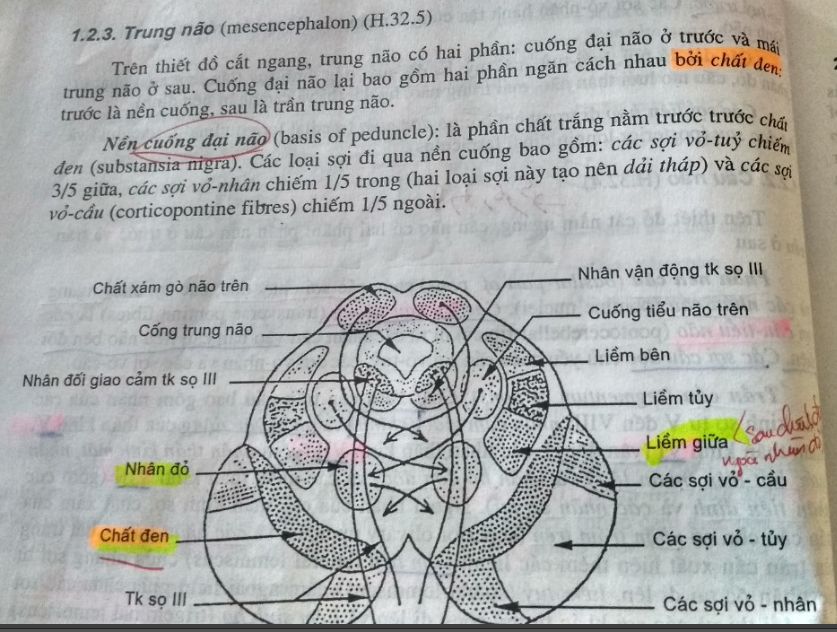 1.2.3. Trung não (mesencephalon) (H.32.5)
Trên thiết đồ cắt ngang, trung não có hai phần: cuống đại não ở trước và mái
trung não ở sau. Cuống đại não lại bao gồm hai phần ngăn cách nhau bởi chất đen:
trước là nền cuống, sau là trần trung não.
Nền cuống đại não (basis of peduncle): là phần chất trắng nằm trước trước chất
đen (substansia nigra). Các loại sợi đi qua nền cuống bao gồm: các sợi vỏ-tuỷ chiếm
3/5 giữa, các sợi vỏ-nhân chiếm 1/5 trong (hai loại sợi này tạo nên dải tháp) và các sợi
vỏ-cầu (corticopontine fibres) chiếm 1/5 ngoài.
Chất xám gò não trên
Nhân vận động tk sọ III
Cống trung não
Cuống tiểu não trên
Liềm bên
Nhân đối giao cảm tk sọ III
Liềm tủy
Liềm giữa
sau chất
ngoài nhân đỏ
Nhân đỏ
Các sợi vỏ - cầu
Chất đen
Các sợi vỏ - tủy
Tk sọ III
Các sợi vỏ - nhân